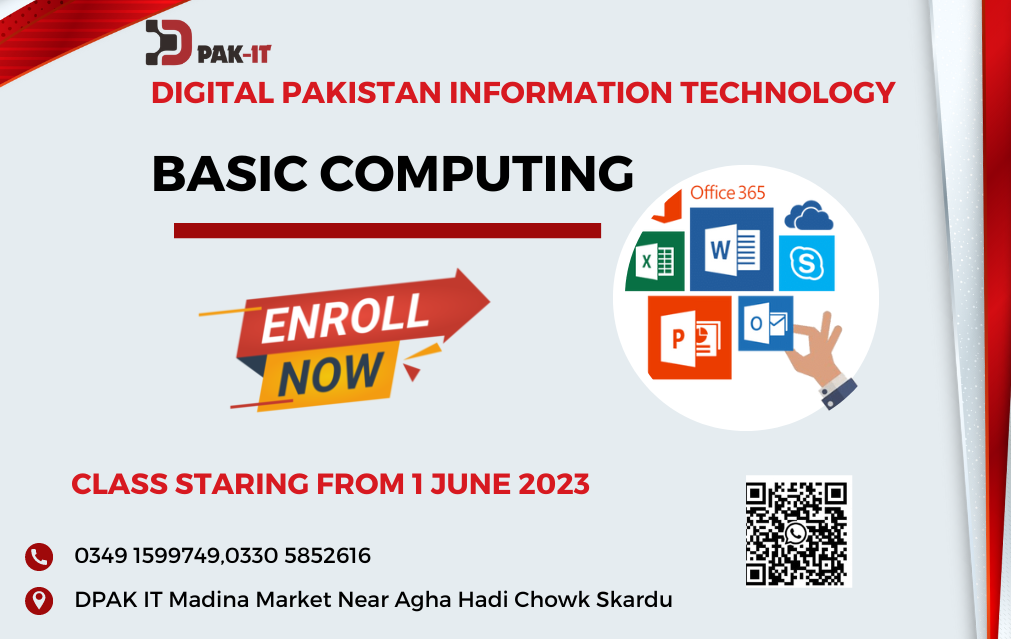 PAK-IT
DIGITAL PAKISTAN INFORMATION TECHNOLOGY
BASIC COMPUTING
Office 365
X
W
S
P
O
ENROLL
NOW
CLASS STARING FROM 1 JUNE 2023
0349 1599749,0330 5852616
DPAK IT Madina Market Near Agha Hadi Chowk Skardu